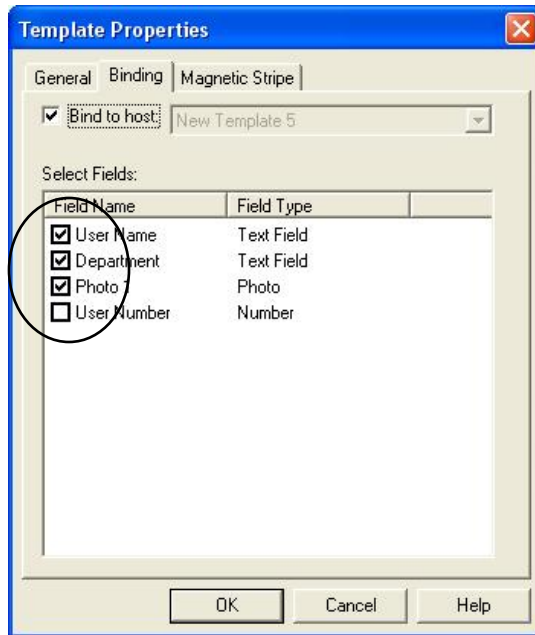 Template Properties
General Binding Magnetic Stripe
Bind to host: New Template 5
Select Fields:
Field Name Field Type
User Name Text Field
Department Text Field
Photo 1 Photo
User Number Number
OK Cancel Help